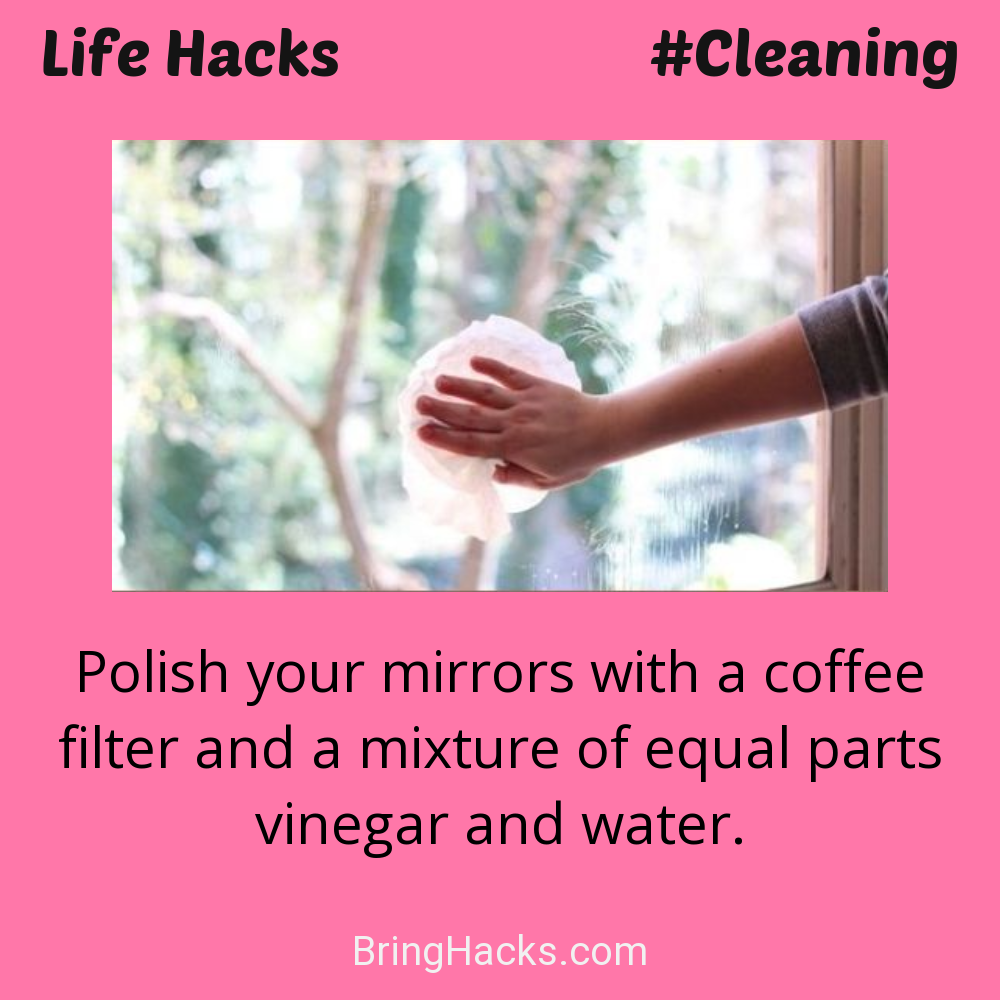 Life Hacks
#Cleaning
Polish your mirrors with a coffee
filter and a mixture of equal parts
vinegar and water.
BringHacks.com